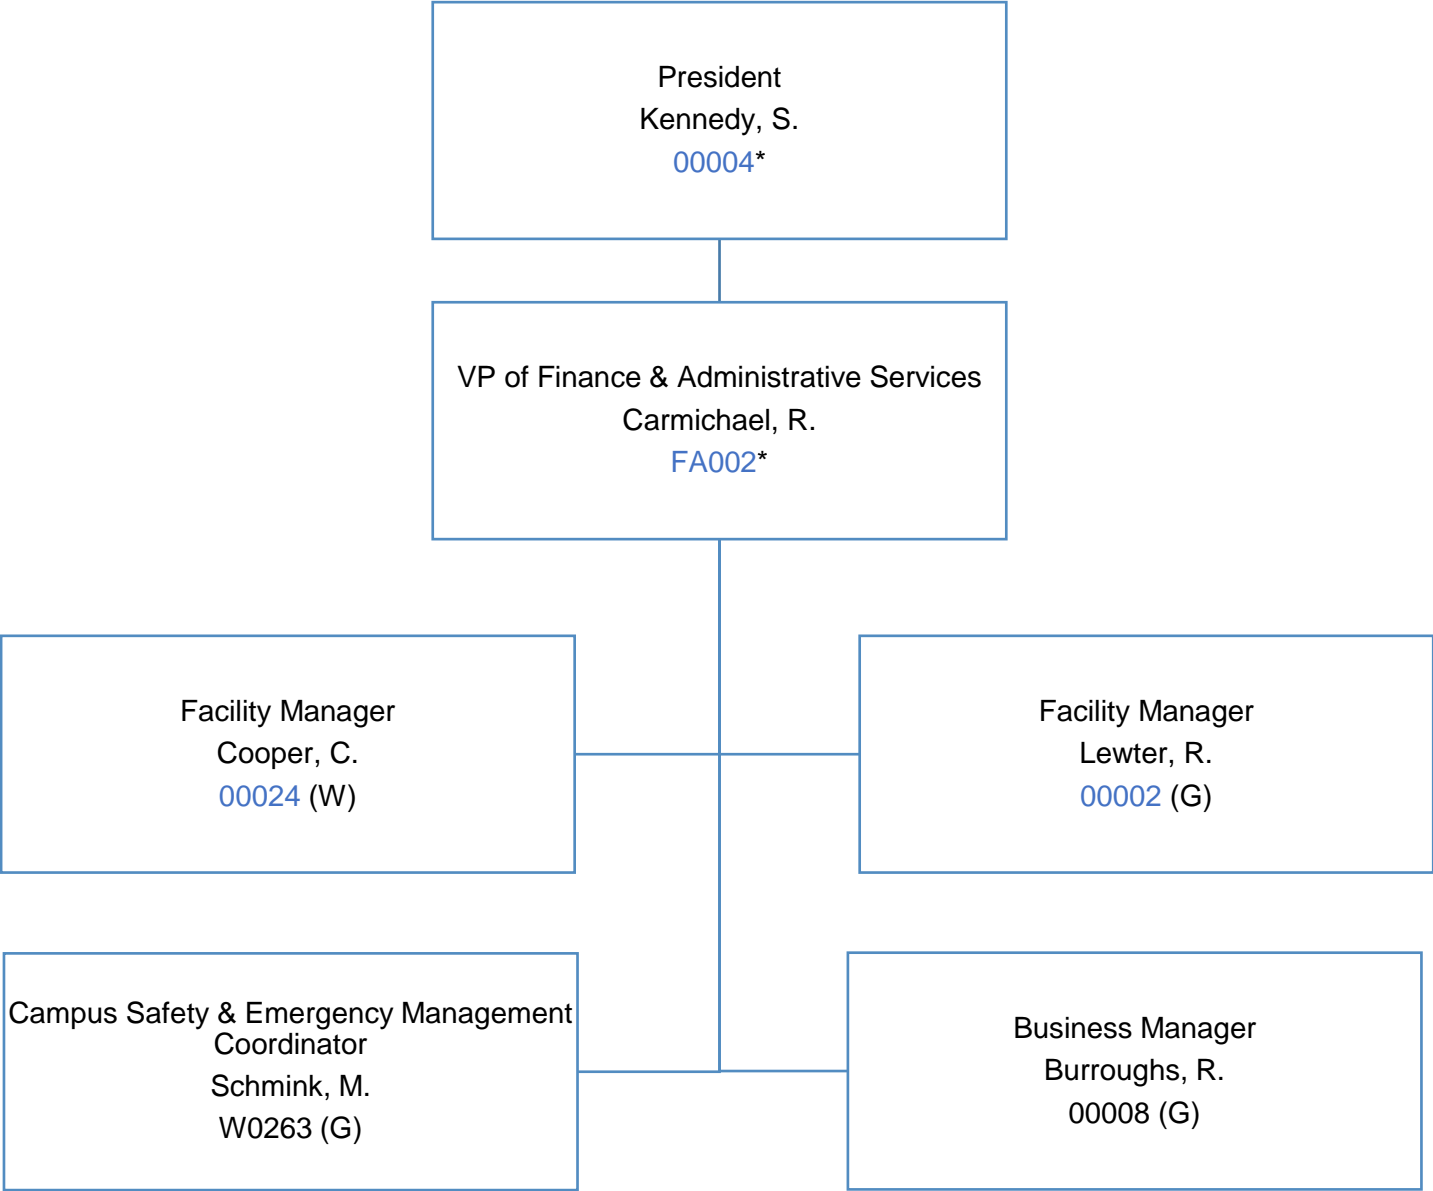 President
Kennedy, S.
00004*
VP of Finance & Administrative Services
Carmichael, R.
FA002*
Facility Manager
Cooper, C.
00024 (W)
Facility Manager
Lewter, R.
00002 (G)
Campus Safety & Emergency Management
Coordinator
Schmink, M.
W0263 (G)
Business Manager
Burroughs, R.
00008 (G)